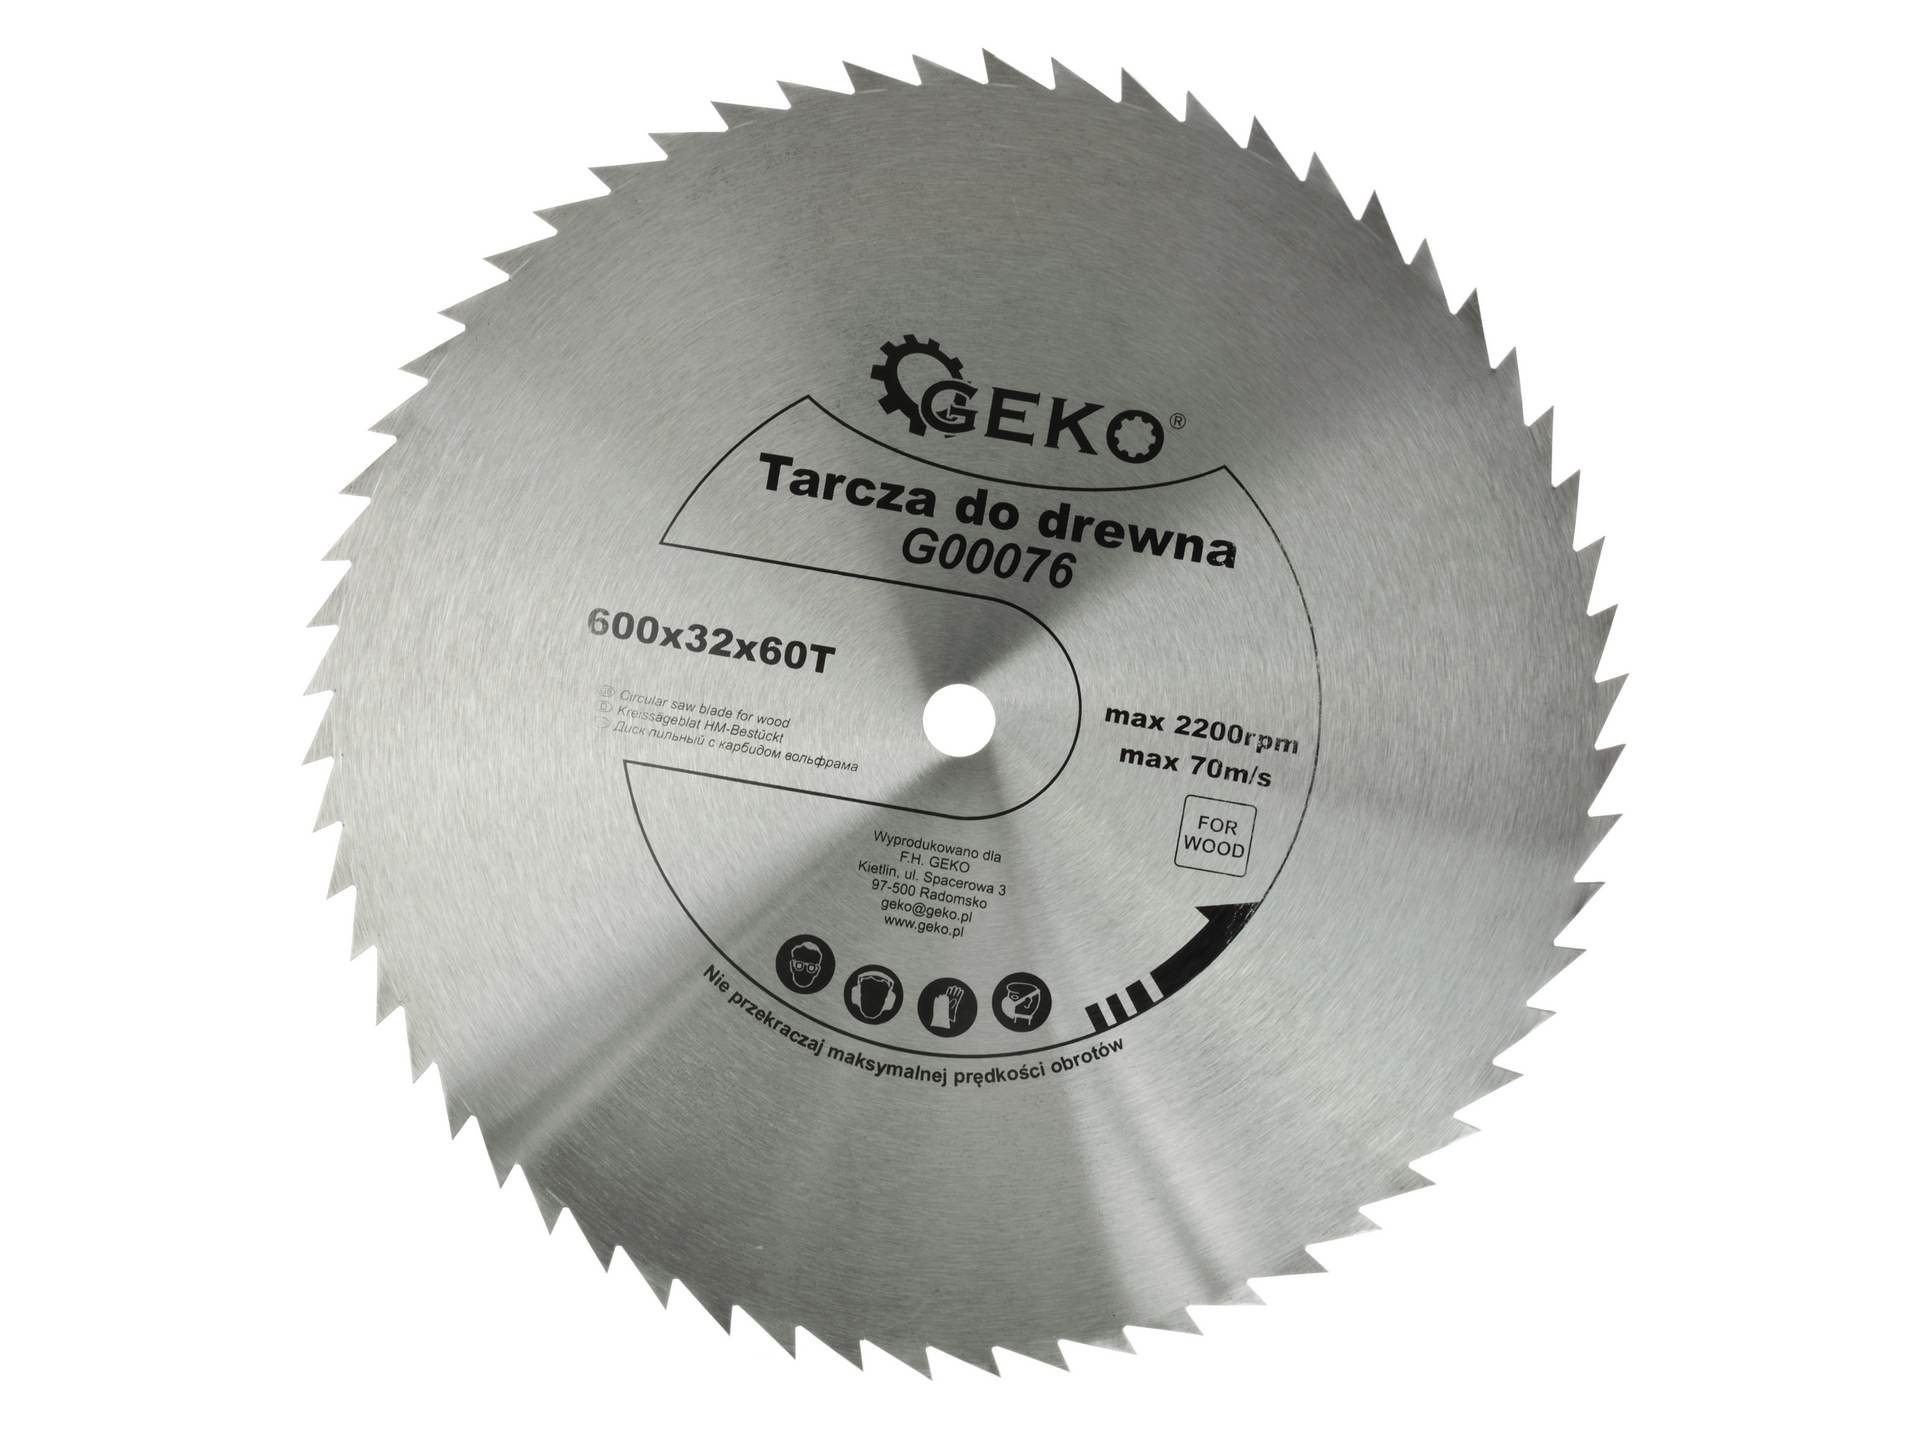 GEKO®
Tarcza do drewna
G00076
600x32x60T
GB Circular saw blade for wood
D Kreissägeblat HM-Bestückt
Диск пильный с карбидом вольфрама
max 2200rpm
max 70m/s
FOR
WOOD
Wyprodukowano dla
F.H. GEKO
Kietlin, ul. Spacerowa 3
97-500 Radomsko
geko@geko.pl
www.geko.pl
Nie przekraczaj maksymalnej prędkości obrotów